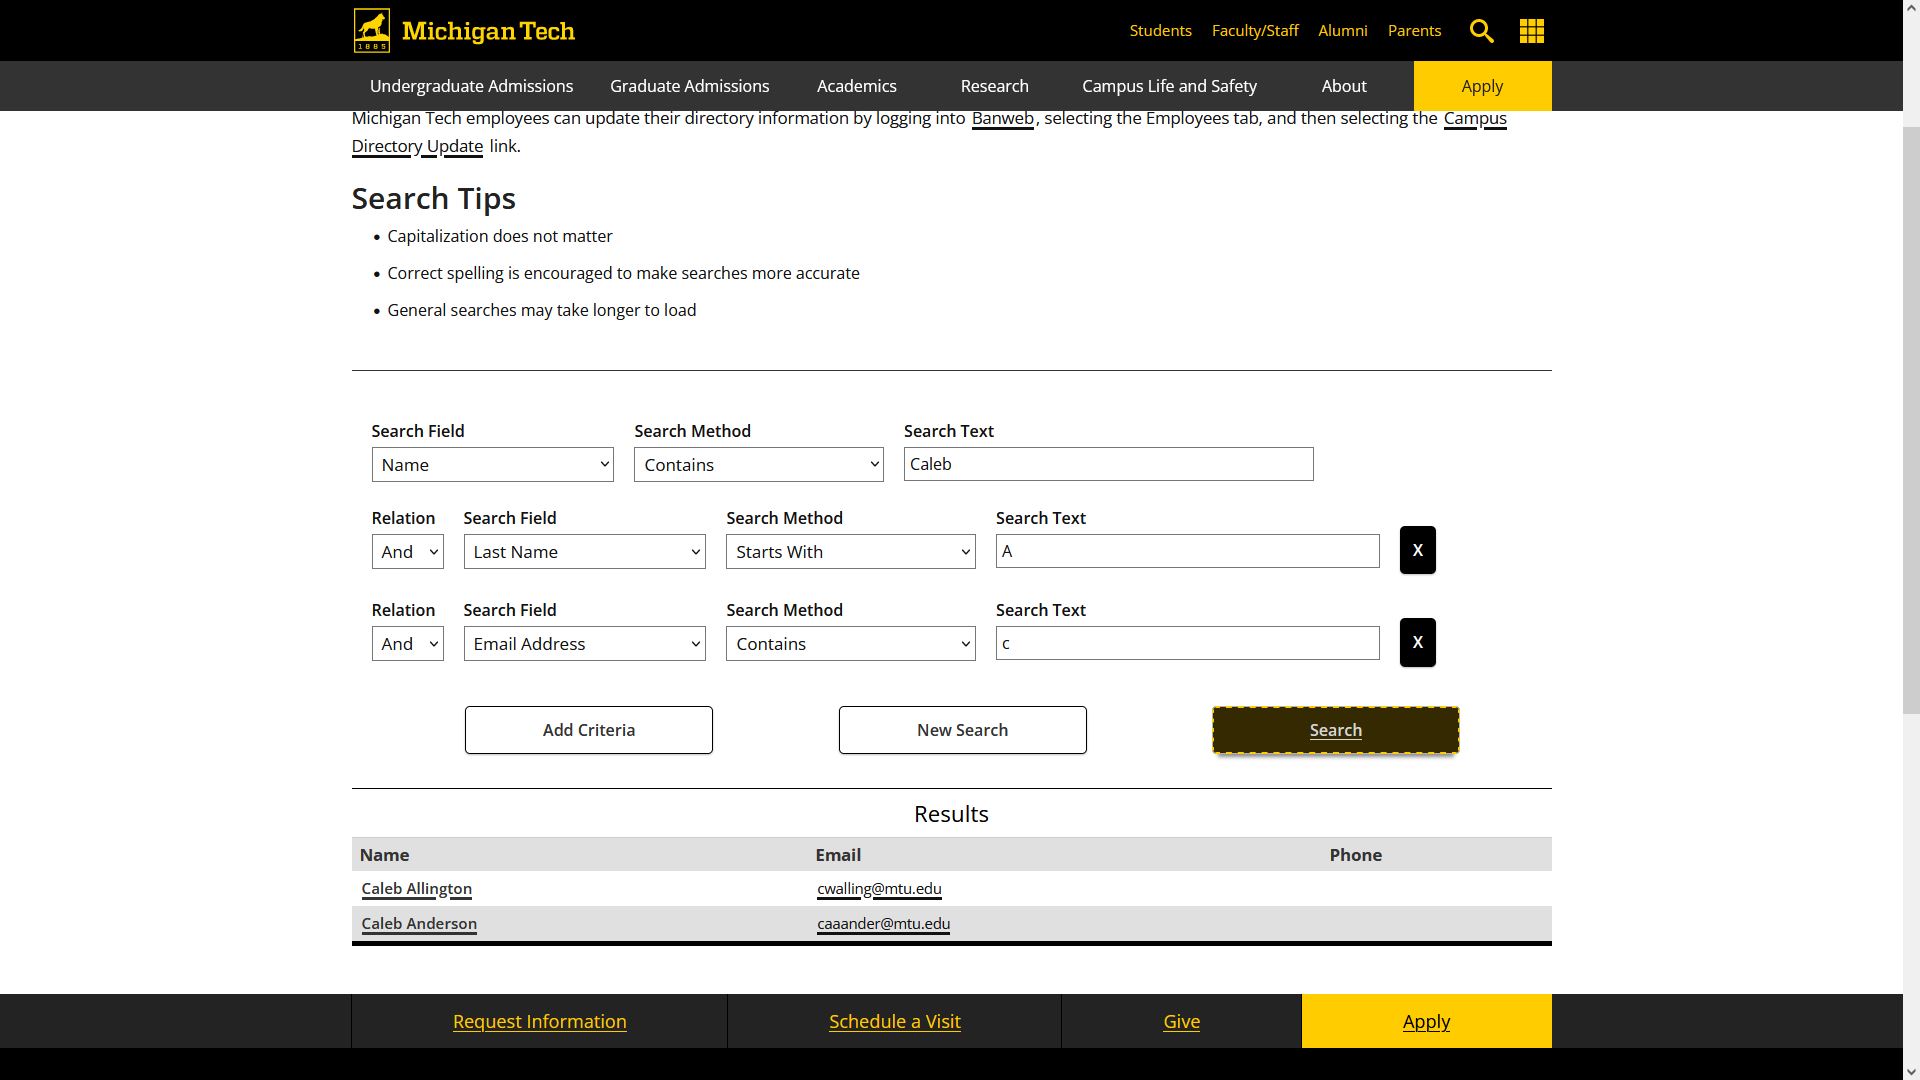 1885 Michigan Tech
Students Faculty/Staff Alumni Parents
Undergraduate Admissions Graduate Admissions Academics Research Campus Life and Safety About Apply
Michigan Tech employees can update their directory information by logging into Banweb, selecting the Employees tab, and then selecting the Campus
Directory Update link.
Search Tips
• Capitalization does not matter
• Correct spelling is encouraged to make searches more accurate
• General searches may take longer to load
Search Field Search Method Search Text
Name Contains Caleb
Relation Search Field Search Method Search Text
And Last Name Starts With A X
Relation Search Field Search Method Search Text
And Email Address Contains c X
Add Criteria New Search Search
Results
Name Email Phone
Caleb Allington cwalling@mtu.edu
Caleb Anderson caaander@mtu.edu
Request Information Schedule a Visit Give Apply